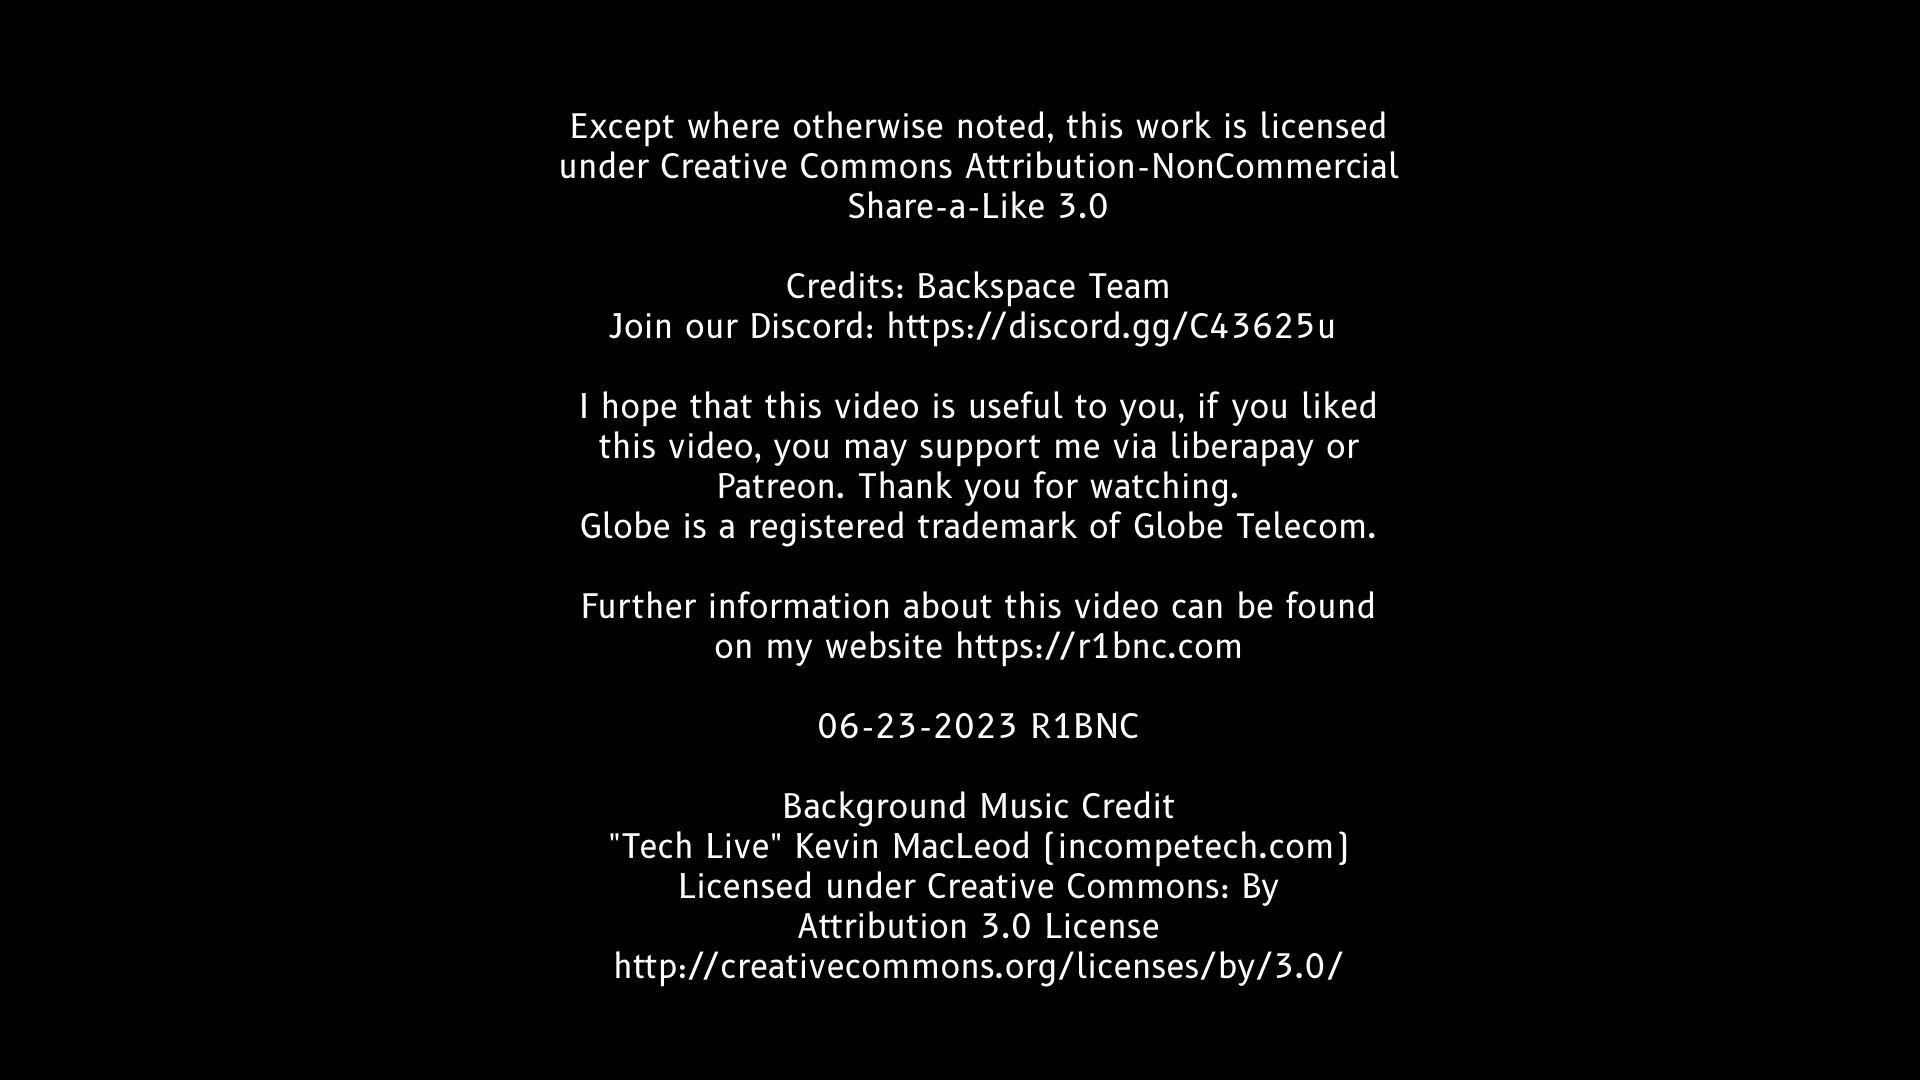 Except where otherwise noted, this work is licensed
under Creative Commons Attribution-NonCommercial
Share-a-Like 3.0
Credits: Backspace Team
Join our Discord: https://discord.gg/C43625u
I hope that this video is useful to you, if you liked
this video, you may support me via liberapay or
Patreon. Thank you for watching.
Globe is a registered trademark of Globe Telecom.
Further information about this video can be found
on my website https://r1bnc.com
06-23-2023 R1BNC
Background Music Credit
"Tech Live" Kevin MacLeod (incompetech.com)
Licensed under Creative Commons: By
Attribution 3.0 License
http://creativecommons.org/licenses/by/3.0/